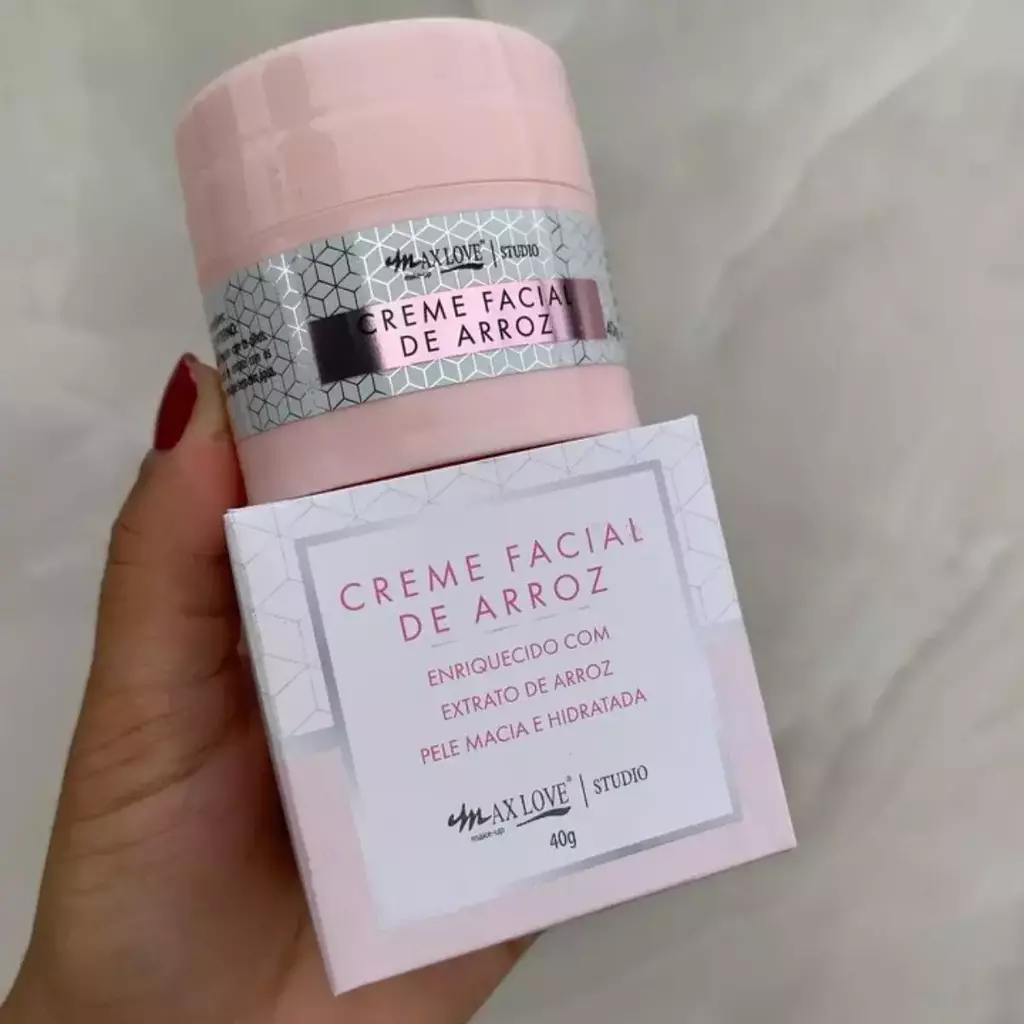 MAX LOVE® | STUDIO
make-up
CREME FACIAL
DE ARROZ
CREME FACIAL
DE ARROZ
ENRIQUECIDO COM
EXTRATO DE ARROZ
PELE MACIA E HIDRATADA
MAX LOVE® | STUDIO
make-up
40g